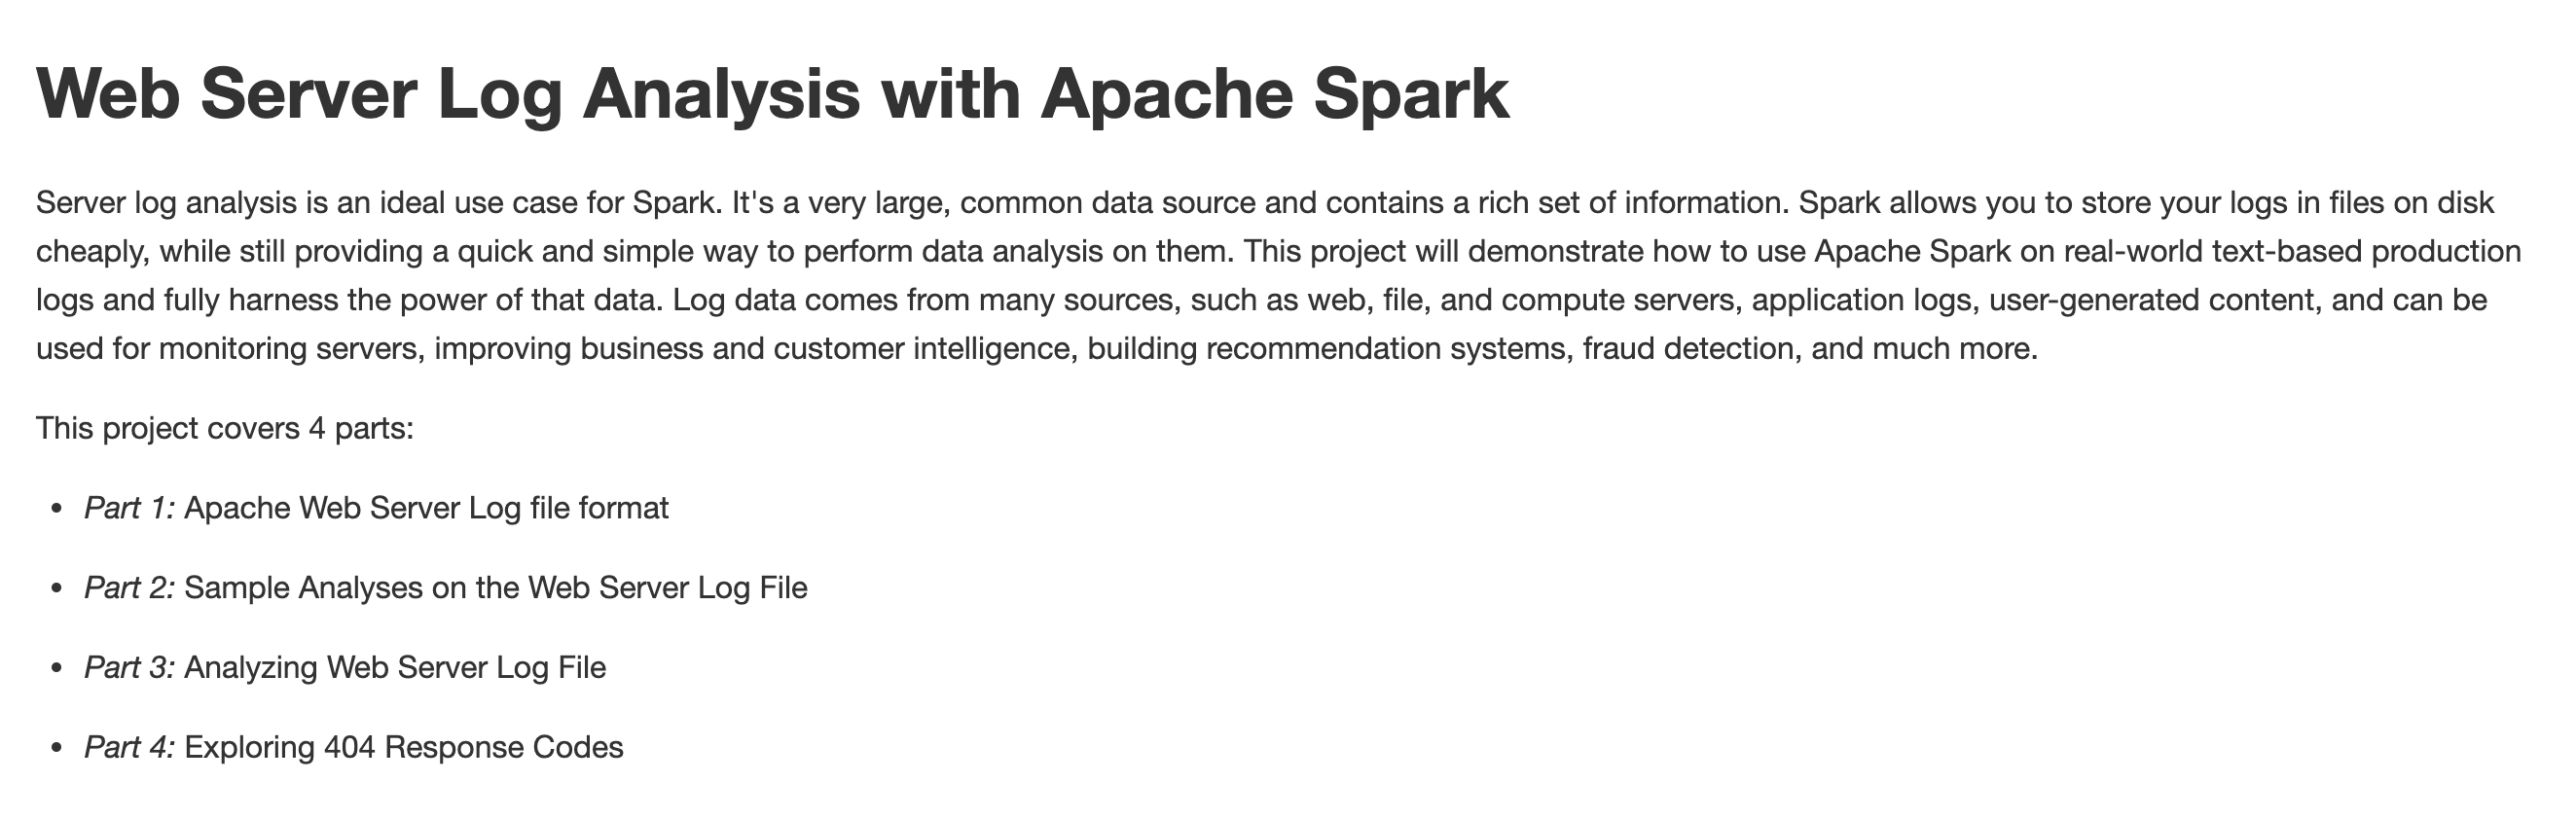 Web Server Log Analysis with Apache Spark
Server log analysis is an ideal use case for Spark. It's a very large, common data source and contains a rich set of information. Spark allows you to store your logs in files on disk
cheaply, while still providing a quick and simple way to perform data analysis on them. This project will demonstrate how to use Apache Spark on real-world text-based production
logs and fully harness the power of that data. Log data comes from many sources, such as web, file, and compute servers, application logs, user-generated content, and can be
used for monitoring servers, improving business and customer intelligence, building recommendation systems, fraud detection, and much more.
This project covers 4 parts:
• Part 1: Apache Web Server Log file format
• Part 2: Sample Analyses on the Web Server Log File
• Part 3: Analyzing Web Server Log File
• Part 4: Exploring 404 Response Codes